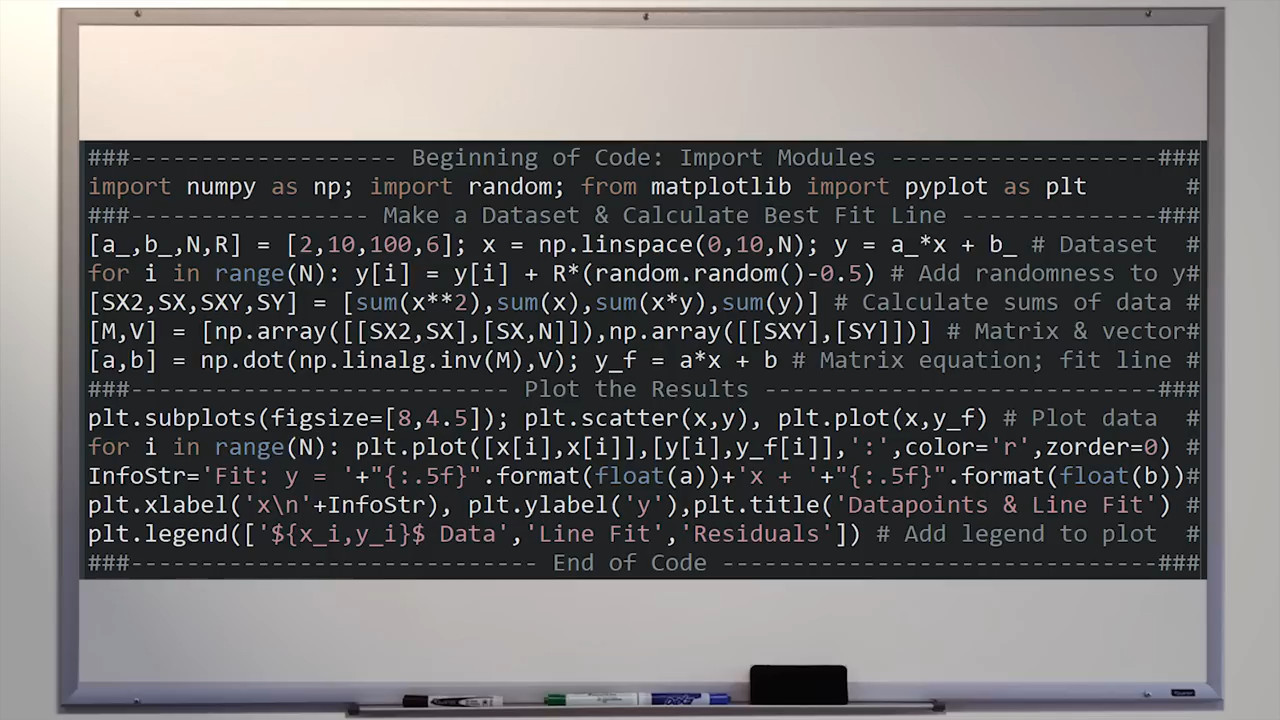 ###------------------- Beginning of Code: Import Modules -------------------###
import numpy as np; import random; from matplotlib import pyplot as plt #
###----------------- Make a Dataset & Calculate Best Fit Line --------------###
[a_,b_,N,R] = [2,10,100,6]; x = np.linspace(0,10,N); y = a_*x + b_ # Dataset #
for i in range(N): y[i] = y[i] + R*(random.random()-0.5) # Add randomness to y#
[SX2,SX,SXY,SY] = [sum(x**2),sum(x),sum(x*y),sum(y)] # Calculate sums of data #
[M,V] = [np.array([[SX2,SX],[SX,N]]),np.array([[SXY],[SY]])] # Matrix & vector#
[a,b] = np.dot(np.linalg.inv(M),V); y_f = a*x + b # Matrix equation; fit line #
###--------------------------- Plot the Results ----------------------------###
plt.subplots(figsize=[8,4.5]); plt.scatter(x,y), plt.plot(x,y_f) # Plot data #
for i in range(N): plt.plot([x[i],x[i]],[y[i],y_f[i]],':',color='r',zorder=0) #
InfoStr='Fit: y = '+"{:.5f}".format(float(a))+'x + '+"{:.5f}".format(float(b))#
plt.xlabel('x\n'+InfoStr), plt.ylabel('y'),plt.title('Datapoints & Line Fit') #
plt.legend(['${x_i,y_i}$ Data','Line Fit','Residuals']) # Add legend to plot #
###----------------------------- End of Code -------------------------------###